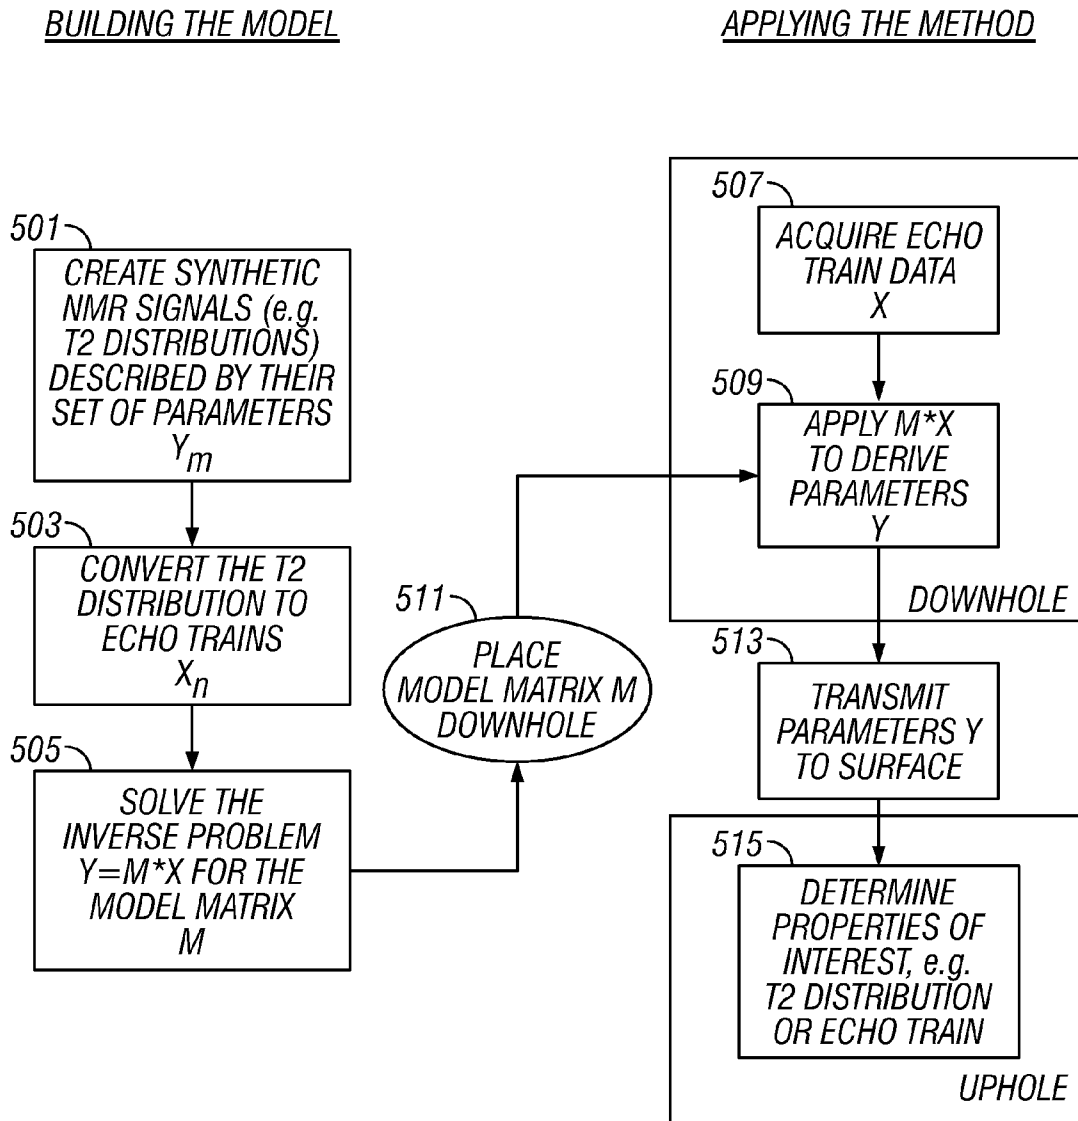 BUILDING THE MODEL
501
CREATE SYNTHETIC
NMR SIGNALS (e.g.
T2 DISTRIBUTIONS)
DESCRIBED BY THEIR
SET OF PARAMETERS
Ym
503
CONVERT THE T2
DISTRIBUTION TO
ECHO TRAINS
Xn
505
SOLVE THE
INVERSE PROBLEM
Y=M*X FOR THE
MODEL MATRIX
M
511
PLACE
MODEL MATRIX M
DOWNHOLE
APPLYING THE METHOD
507
ACQUIRE ECHO
TRAIN DATA
X
509
APPLY M*X
TO DERIVE
PARAMETERS
Y
DOWNHOLE
513
TRANSMIT
PARAMETERS Y
TO SURFACE
515
DETERMINE
PROPERTIES OF
INTEREST, e.g.
T2 DISTRIBUTION
OR ECHO TRAIN
UPHOLE